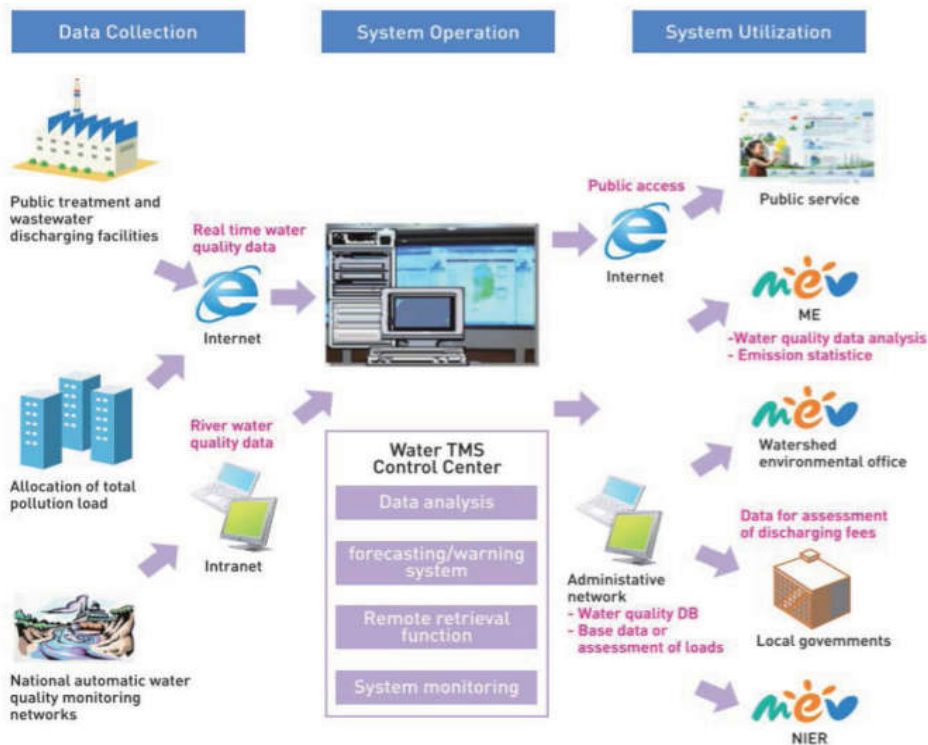 Data Collection
System Operation
System Utilization
Public treatment and
wastewater
discharging facilities
Real time water
quality data
Internet
Allocation of total
pollution load
River water
quality data
Intranet
National automatic water
quality monitoring
networks
Water TMS
Control Center
Data analysis
forecasting/warning
system
Remote retrieval
function
System monitoring
Public access
Internet
Public service
mev
ME
-Water quality data analysis
- Emission statistice
mev
Watershed
environmental office
Administative
network
- Water quality DB
- Base data or
assessment of loads
Data for assessment
of discharging fees
Local govemments
mev
NIER